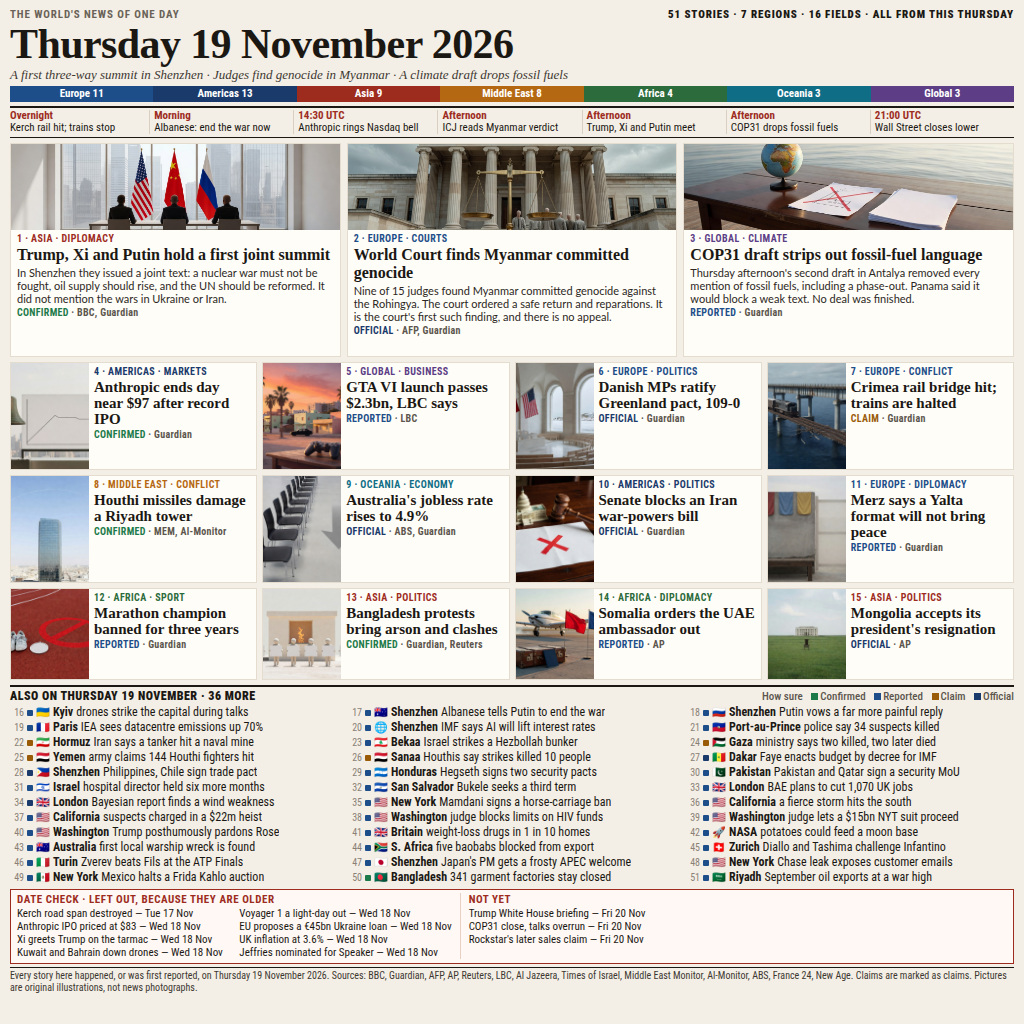 THE WORLD'S NEWS OF ONE DAY
51 STORIES · 7 REGIONS · 16 FIELDS · ALL FROM THIS THURSDAY
Thursday 19 November 2026
A first three-way summit in Shenzhen · Judges find genocide in Myanmar · A climate draft drops fossil fuels
Europe 11
Americas 13
Asia 9
Middle East 8
Africa 4
Oceania 3
Global 3
Overnight
Kerch rail hit; trains stop
Morning
Albanese: end the war now
14:30 UTC
Anthropic rings Nasdaq bell
Afternoon
ICJ reads Myanmar verdict
Afternoon
Trump, Xi and Putin meet
Afternoon
COP31 drops fossil fuels
21:00 UTC
Wall Street closes lower
1 · ASIA · DIPLOMACY
Trump, Xi and Putin hold a first joint summit
In Shenzhen they issued a joint text: a nuclear war must not be
fought, oil supply should rise, and the UN should be reformed. It
did not mention the wars in Ukraine or Iran.
CONFIRMED · BBC, Guardian
2 · EUROPE · COURTS
World Court finds Myanmar committed
genocide
Nine of 15 judges found Myanmar committed genocide against
the Rohingya. The court ordered a safe return and reparations. It
is the court's first such finding, and there is no appeal.
OFFICIAL · AFP, Guardian
3 · GLOBAL · CLIMATE
COP31 draft strips out fossil-fuel language
Thursday afternoon's second draft in Antalya removed every
mention of fossil fuels, including a phase-out. Panama said it
would block a weak text. No deal was finished.
REPORTED · Guardian
4 · AMERICAS · MARKETS
Anthropic ends day
near $97 after record
IPO
CONFIRMED · Guardian
5 · GLOBAL · BUSINESS
GTA VI launch passes
$2.3bn, LBC says
REPORTED · LBC
6 · EUROPE · POLITICS
Danish MPs ratify
Greenland pact, 109-0
OFFICIAL · Guardian
7 · EUROPE · CONFLICT
Crimea rail bridge hit;
trains are halted
CLAIM · Guardian
8 · MIDDLE EAST · CONFLICT
Houthi missiles damage
a Riyadh tower
CONFIRMED · MEM, Al-Monitor
9 · OCEANIA · ECONOMY
Australia's jobless rate
rises to 4.9%
OFFICIAL · ABS, Guardian
10 · AMERICAS · POLITICS
Senate blocks an Iran
war-powers bill
OFFICIAL · Guardian
11 · EUROPE · DIPLOMACY
Merz says a Yalta
format will not bring
peace
REPORTED · Guardian
12 · AFRICA · SPORT
Marathon champion
banned for three years
REPORTED · Guardian
13 · ASIA · POLITICS
Bangladesh protests
bring arson and clashes
CONFIRMED · Guardian, Reuters
14 · AFRICA · DIPLOMACY
Somalia orders the UAE
ambassador out
REPORTED · AP
15 · ASIA · POLITICS
Mongolia accepts its
president's resignation
OFFICIAL · AP
ALSO ON THURSDAY 19 NOVEMBER · 36 MORE
How sure Confirmed Reported Claim Official
16 Kyiv drones strike the capital during talks
17 Shenzhen Albanese tells Putin to end the war
18 Shenzhen Putin vows a far more painful reply
19 Paris IEA sees datacentre emissions up 70%
20 Shenzhen IMF says AI will lift interest rates
21 Port-au-Prince police say 34 suspects killed
22 Hormuz Iran says a tanker hit a naval mine
23 Bekaa Israel strikes a Hezbollah bunker
24 Gaza ministry says two killed, two later died
25 Yemen army claims 144 Houthi fighters hit
26 Sanaa Houthis say strikes killed 10 people
27 Dakar Faye enacts budget by decree for IMF
28 Shenzhen Philippines, Chile sign trade pact
29 Honduras Hegseth signs two security pacts
30 Pakistan Pakistan and Qatar sign a security MoU
31 Israel hospital director held six more months
32 San Salvador Bukele seeks a third term
33 London BAE plans to cut 1,070 UK jobs
34 London Bayesian report finds a wind weakness
35 New York Mamdani signs a horse-carriage ban
36 California a fierce storm hits the south
37 California suspects charged in a $22m heist
38 Washington judge blocks limits on HIV funds
39 Washington judge lets a $15bn NYT suit proceed
40 Washington Trump posthumously pardons Rose
41 Britain weight-loss drugs in 1 in 10 homes
42 NASA potatoes could feed a moon base
43 Australia first local warship wreck is found
44 S. Africa five baobabs blocked from export
45 Zurich Diallo and Tashima challenge Infantino
46 Turin Zverev beats Fils at the ATP Finals
47 Shenzhen Japan's PM gets a frosty APEC welcome
48 New York Chase leak exposes customer emails
49 New York Mexico halts a Frida Kahlo auction
50 Bangladesh 341 garment factories stay closed
51 Riyadh September oil exports at a war high
DATE CHECK · LEFT OUT, BECAUSE THEY ARE OLDER
Kerch road span destroyed — Tue 17 Nov
Anthropic IPO priced at $83 — Wed 18 Nov
Xi greets Trump on the tarmac — Wed 18 Nov
Kuwait and Bahrain down drones — Wed 18 Nov
Voyager 1 a light-day out — Wed 18 Nov
EU proposes a €45bn Ukraine loan — Wed 18 Nov
UK inflation at 3.6% — Wed 18 Nov
Jeffries nominated for Speaker — Wed 18 Nov
NOT YET
Trump White House briefing — Fri 20 Nov
COP31 close, talks overrun — Fri 20 Nov
Rockstar's later sales claim — Fri 20 Nov
Every story here happened, or was first reported, on Thursday 19 November 2026. Sources: BBC, Guardian, AFP, AP, Reuters, LBC, Al Jazeera, Times of Israel, Middle East Monitor, Al-Monitor, ABS, France 24, New Age. Claims are marked as claims. Pictures
are original illustrations, not news photographs.